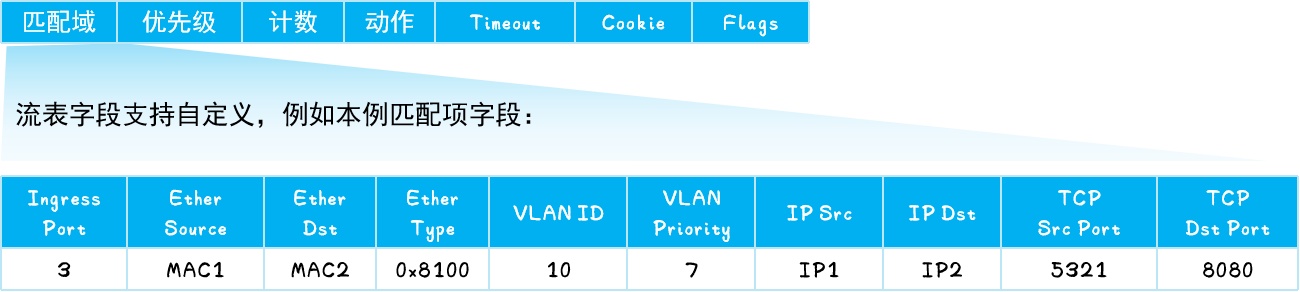 匹配域 优先级 计数 动作 Timeout Cookie Flags
流表字段支持自定义，例如本例匹配项字段：
Ingress Ether Ether Ether VLAN ID VLAN IP Src IP Dst TCP TCP
Port Source Dst Type Priority Src Port Dst Port
3 MAC1 MAC2 0x8100 10 7 IP1 IP2 5321 8080